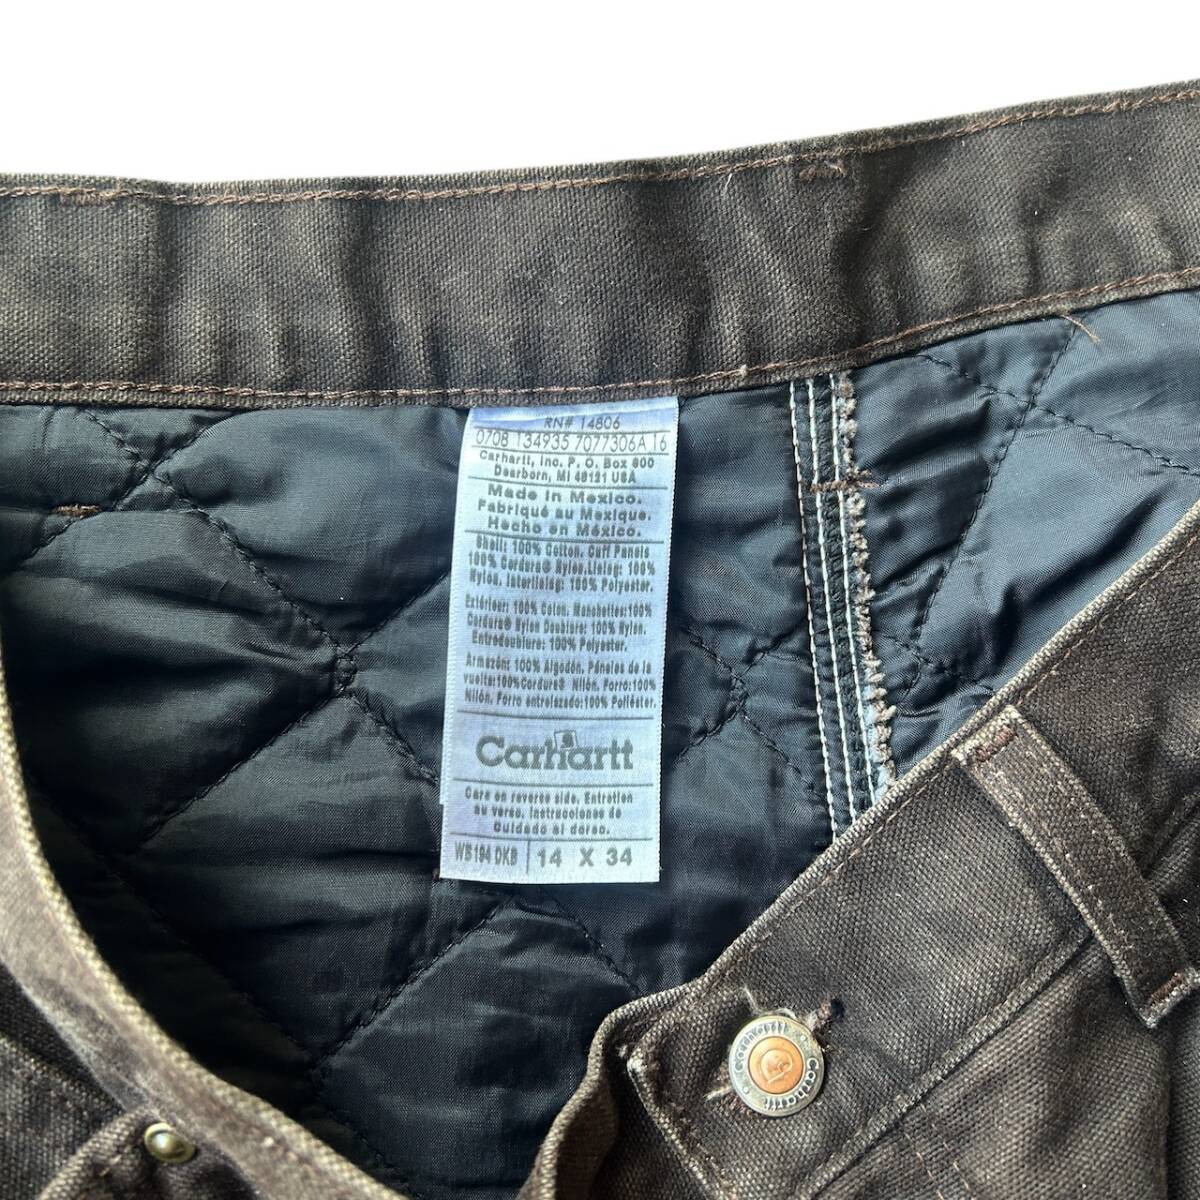 RN# 14806
0708 134935 7077306A 16
Carhartt, Inc. P. O. Box 600
Dearborn, MI 48121 USA
Made in Mexico.
Fabriqué au Mexique.
Hecho en México.
Shell: 100% Cotton. Cuff Panels
100% Cordura® Nylon. Lining: 100%
Nylon. Interlining: 100% Polyester
Extérieur: 100% Coton. Manchettes: 100%
Cordura® Nylon Doublure: 100% Nylon.
Entredoublure: 100% Polyester.
Armazón: 100% Algodón. Páneles de la
vuelta: 100% Cordura® Nilón. Forro: 100%
Nilón. Forro entrelazado: 100% Poliéster.
Carhartt
Care on reverse side. Entretien
au verso. Instrucciones de
Cuidado al dorso.
WB194 DKB 14 X 34
carhartt carhartt